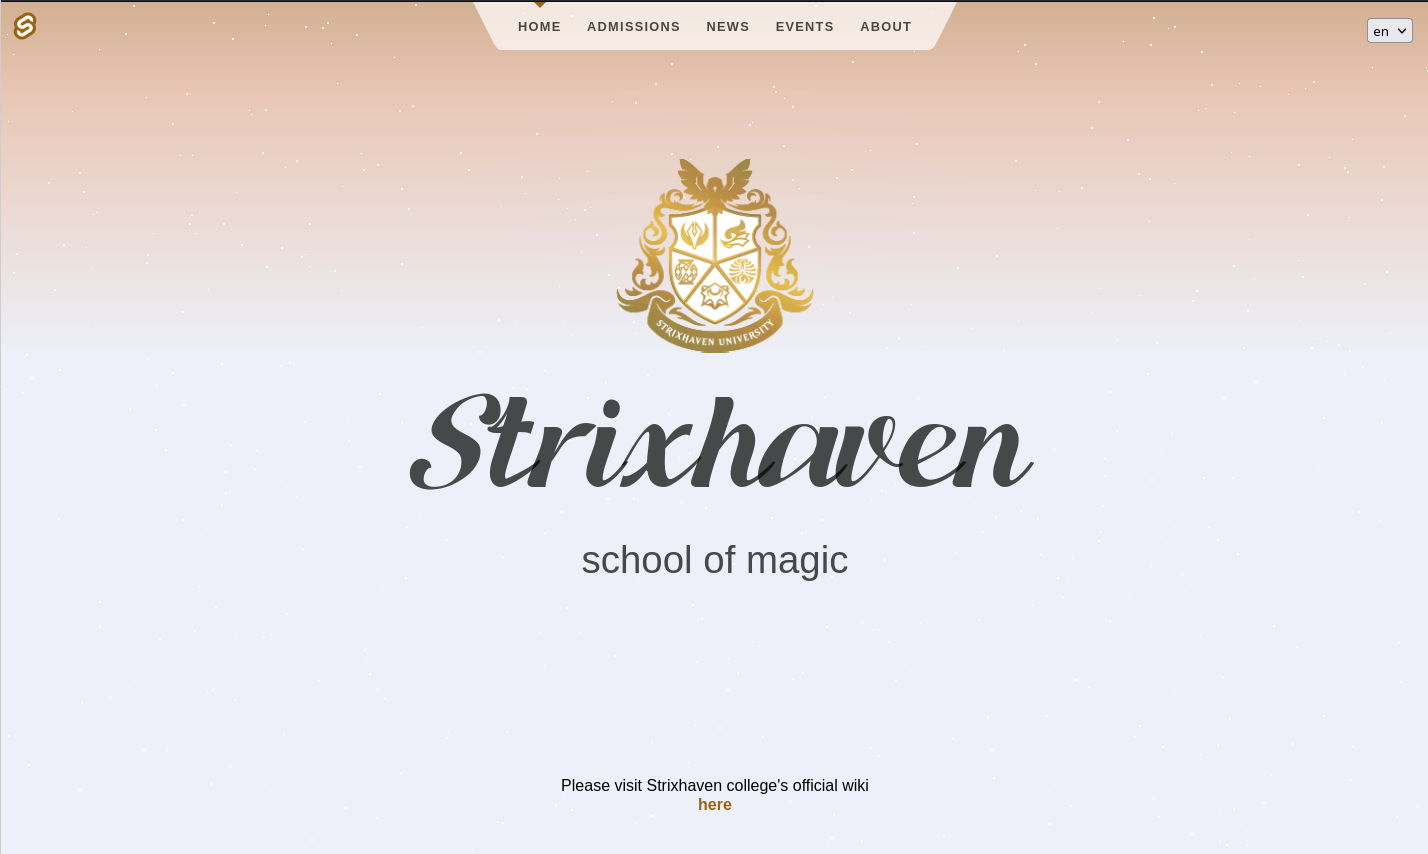 HOME ADMISSIONS NEWS EVENTS ABOUT
en
STRIXHAVEN UNIVERSITY
Strixhaven
school of magic
Please visit Strixhaven college's official wiki
here